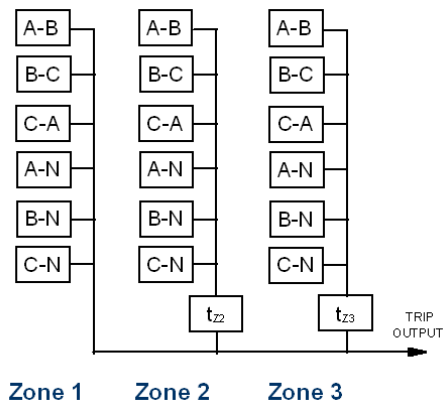 A-B A-B A-B
B-C B-C B-C
C-A C-A C-A
A-N A-N A-N
B-N B-N B-N
C-N C-N C-N
tZ2 tZ3 TRIP
OUTPUT
Zone 1 Zone 2 Zone 3